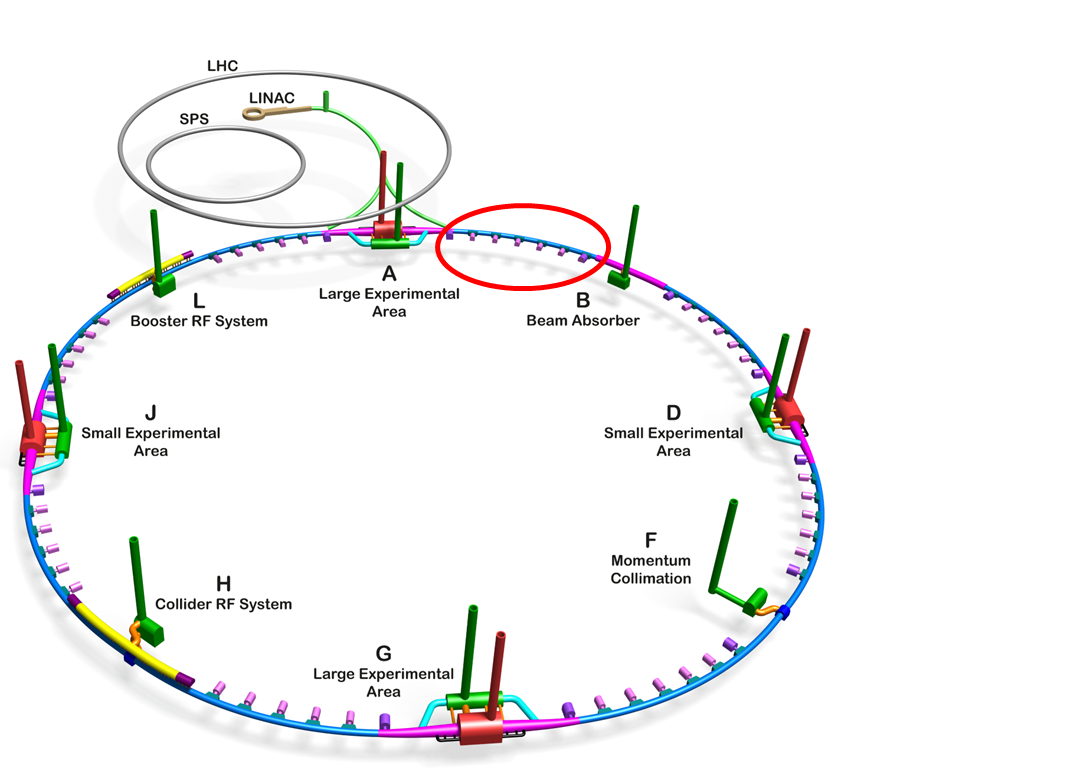 LHC
LINAC
SPS
A
Large Experimental
Area
L
Booster RF System
B
Beam Absorber
J
Small Experimental
Area
D
Small Experimental
Area
F
Momentum
Collimation
H
Collider RF System
G
Large Experimental
Area